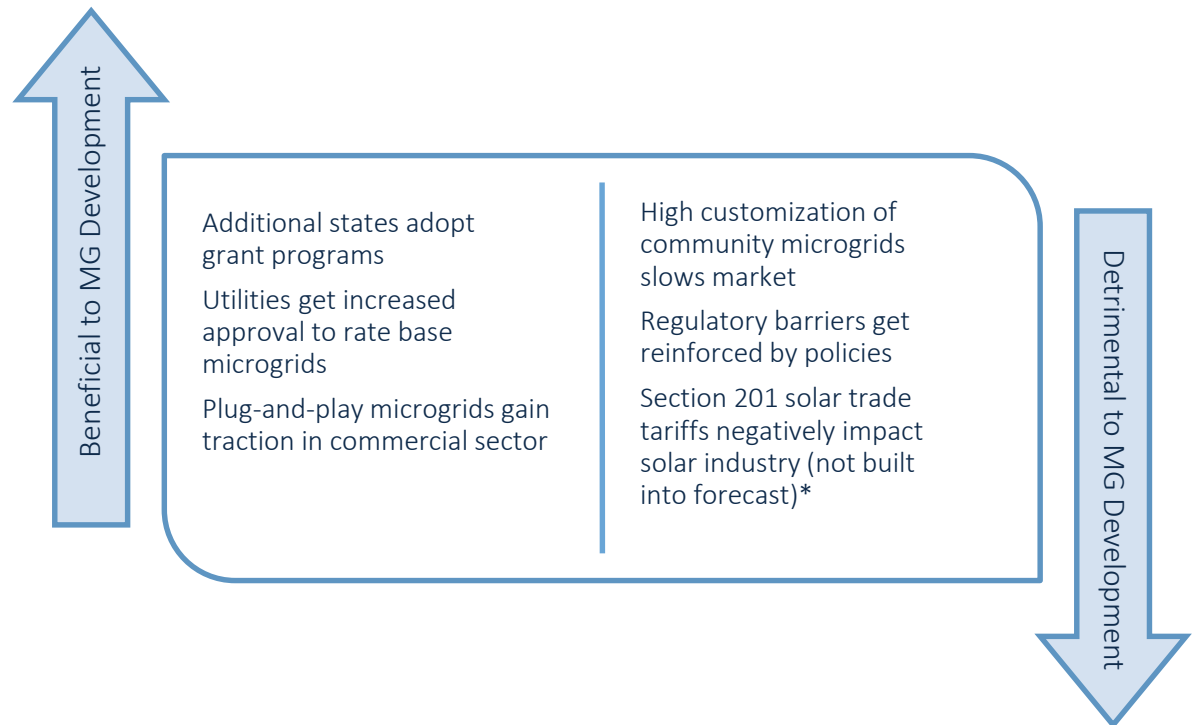 Beneficial to MG Development
Additional states adopt
grant programs
Utilities get increased
approval to rate base
microgrids
Plug-and-play microgrids gain
traction in commercial sector
High customization of
community microgrids
slows market
Regulatory barriers get
reinforced by policies
Section 201 solar trade
tariffs negatively impact
solar industry (not built
into forecast)*
Detrimental to MG Development